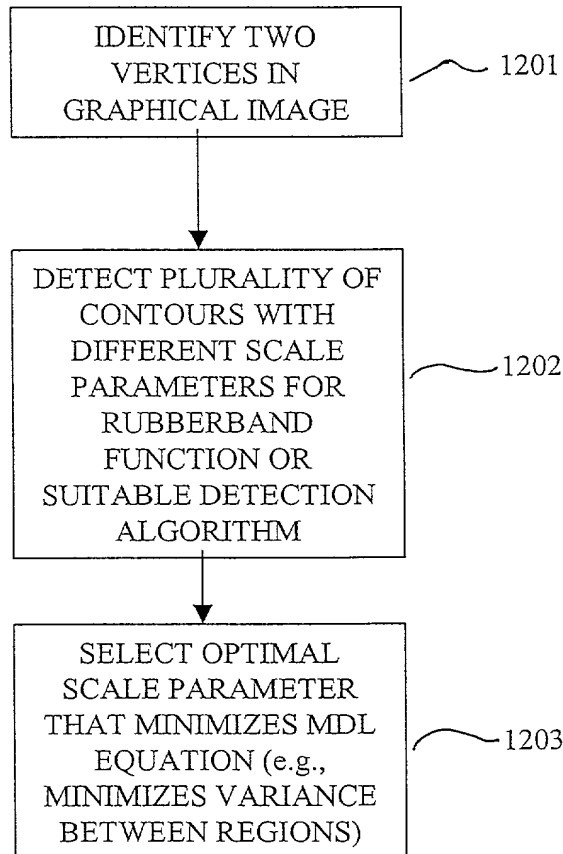 IDENTIFY TWO
VERTICES IN
GRAPHICAL IMAGE
1201
DETECT PLURALITY OF
CONTOURS WITH
DIFFERENT SCALE
PARAMETERS FOR
RUBBERBAND
FUNCTION OR
SUITABLE DETECTION
ALGORITHM
1202
SELECT OPTIMAL
SCALE PARAMETER
THAT MINIMIZES MDL
EQUATION (e.g.,
MINIMIZES VARIANCE
BETWEEN REGIONS)
1203